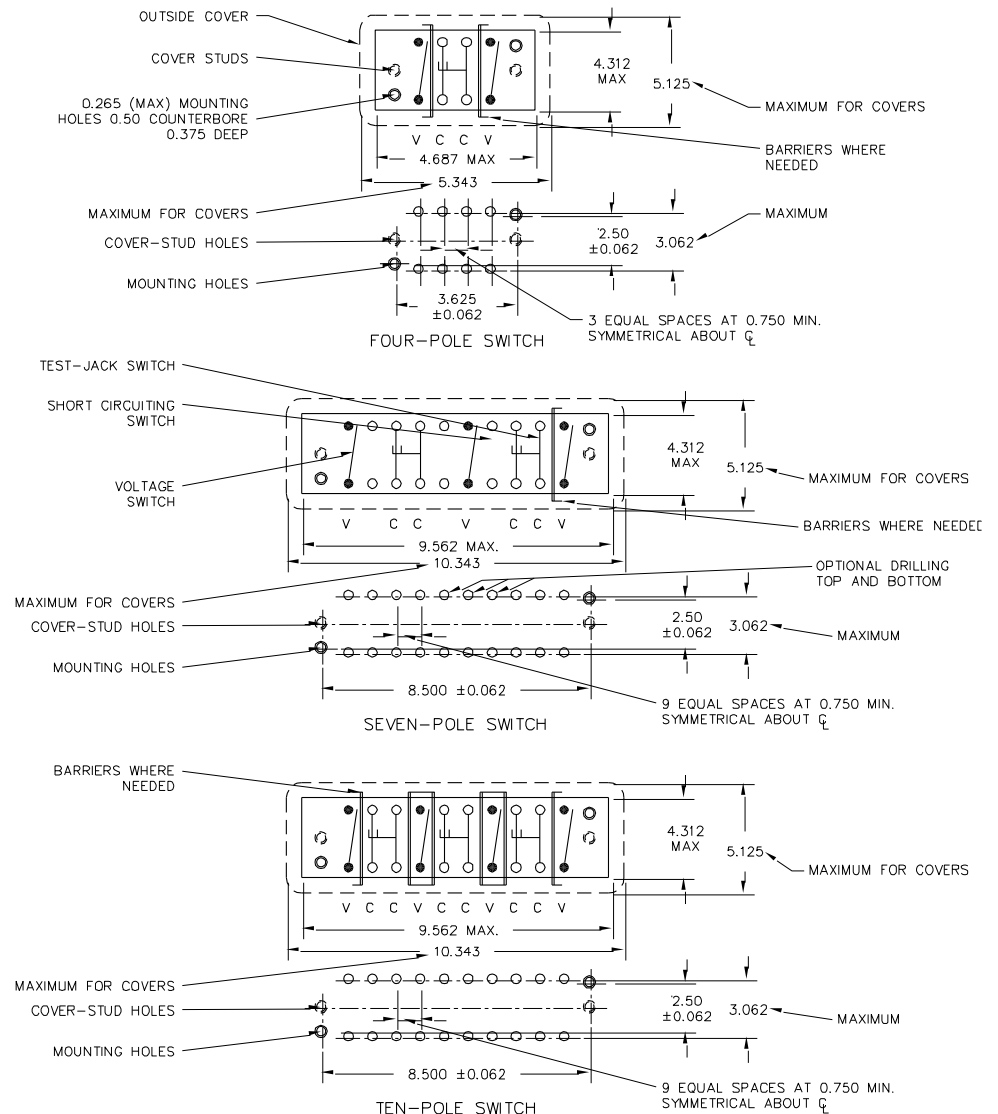 OUTSIDE COVER
COVER STUDS
0.265 (MAX) MOUNTING
HOLES 0.50 COUNTERBORE
0.375 DEEP
4.312
MAX
5.125
MAXIMUM FOR COVERS
BARRIERS WHERE
NEEDED
V C C V
4.687 MAX
5.343
MAXIMUM FOR COVERS
COVER-STUD HOLES
MOUNTING HOLES
2.50
±0.062
3.062
MAXIMUM
3.625
±0.062
3 EQUAL SPACES AT 0.750 MIN.
SYMMETRICAL ABOUT ℄
FOUR-POLE SWITCH
TEST-JACK SWITCH
SHORT CIRCUITING
SWITCH
VOLTAGE
SWITCH
4.312
MAX
5.125
MAXIMUM FOR COVERS
BARRIERS WHERE NEEDED
V C C V C C V
9.562 MAX.
10.343
OPTIONAL DRILLING
TOP AND BOTTOM
MAXIMUM FOR COVERS
COVER-STUD HOLES
MOUNTING HOLES
2.50
±0.062
3.062
MAXIMUM
8.500 ±0.062
9 EQUAL SPACES AT 0.750 MIN.
SYMMETRICAL ABOUT ℄
SEVEN-POLE SWITCH
BARRIERS WHERE
NEEDED
4.312
MAX
5.125
MAXIMUM FOR COVERS
V C C V C C V C C V
9.562 MAX.
10.343
MAXIMUM FOR COVERS
COVER-STUD HOLES
MOUNTING HOLES
2.50
±0.062
3.062
MAXIMUM
8.500 ±0.062
9 EQUAL SPACES AT 0.750 MIN.
SYMMETRICAL ABOUT ℄
TEN-POLE SWITCH